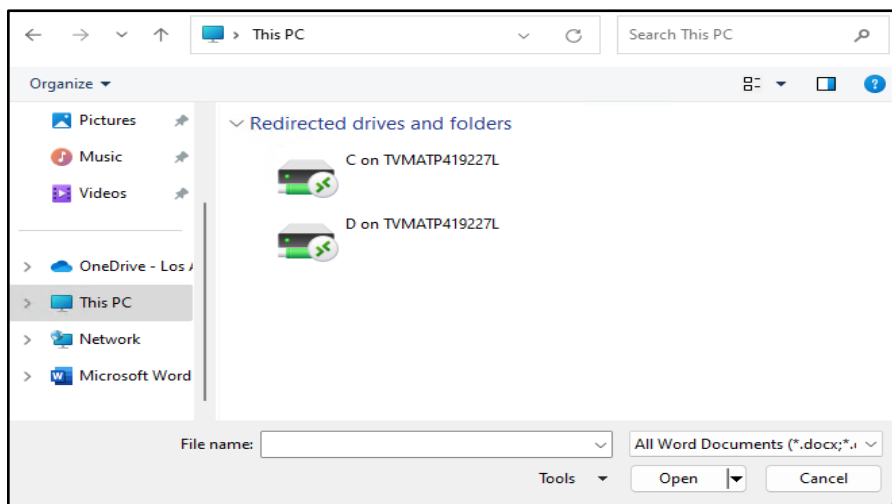 This PC
Search This PC
Organize
Pictures
Music
Videos
OneDrive - Los
This PC
Network
Microsoft Word
Redirected drives and folders
C on TVMATP419227L
D on TVMATP419227L
File name:
All Word Documents (*.docx;*.
Tools
Open
Cancel